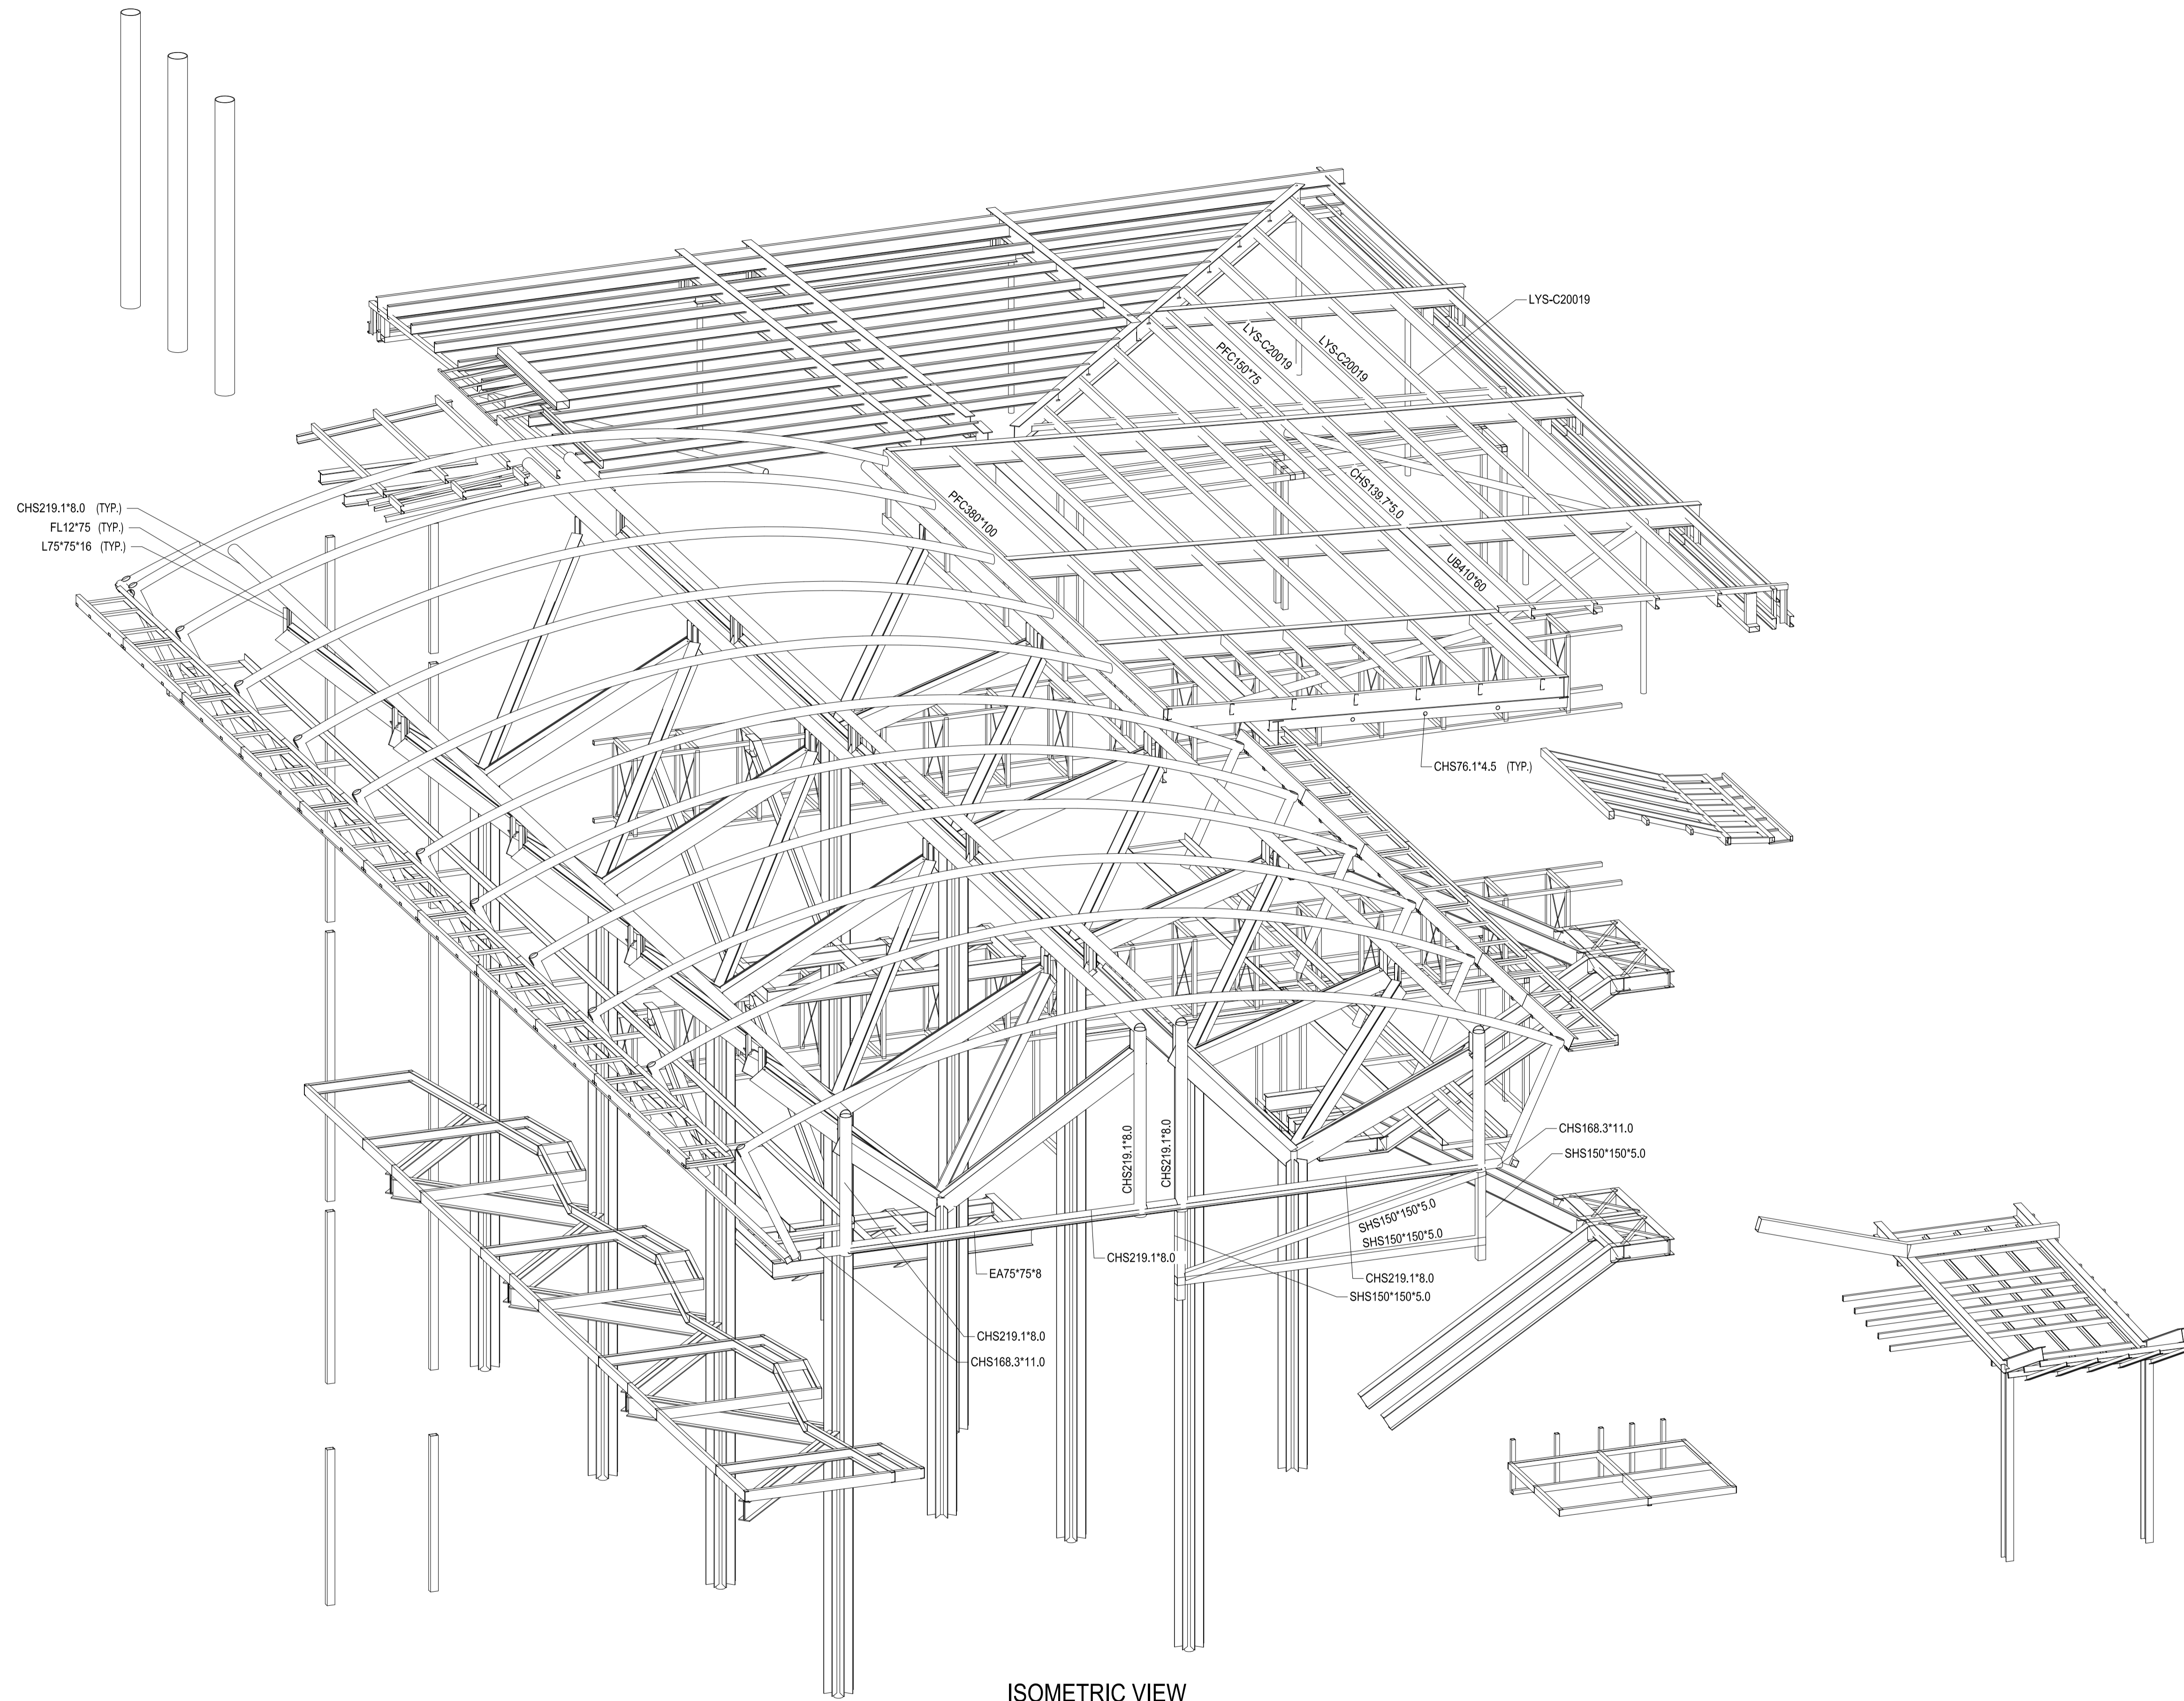 LYS-C20019
LYS-C20019
PFC150*75
LYS-C20019
CHS139.7*5.0
PFC380*100
UB410*60
CHS219.1*8.0 (TYP.)
FL12*75 (TYP.)
L75*75*16 (TYP.)
CHS76.1*4.5 (TYP.)
CHS219.1*8.0
CHS219.1*8.0
CHS168.3*11.0
SHS150*150*5.0
SHS150*150*5.0
SHS150*150*5.0
CHS219.1*8.0
EA75*75*8
CHS219.1*8.0
SHS150*150*5.0
CHS219.1*8.0
CHS168.3*11.0
ISOMETRIC VIEW